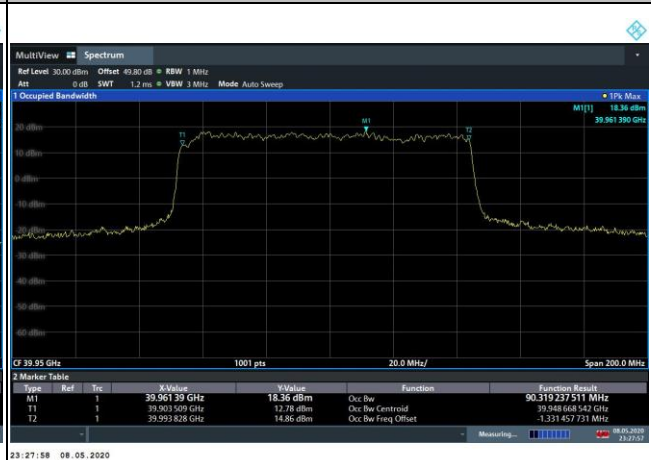 MultiView Spectrum
Ref Level 30.00 dBm Offset 49.80 dB RBW 1 MHz
Att 0 dB SWT 1.2 ms VBW 3 MHz Mode Auto Sweep
1 Occupied Bandwidth 1Pk Max
M1[1] 18.36 dBm
39.961 390 GHz
M1
T1
T2
20 dBm
10 dBm
0 dBm
-10 dBm
-20 dBm
-30 dBm
-40 dBm
-50 dBm
-60 dBm
CF 39.95 GHz 1001 pts 20.0 MHz/ Span 200.0 MHz
2 Marker Table
Type Ref Trc X-Value Y-Value Function Function Result
M1 1 39.961 39 GHz 18.36 dBm Occ Bw 90.319 237 511 MHz
T1 1 39.903 509 GHz 12.78 dBm Occ Bw Centroid 39.948 668 542 GHz
T2 1 39.993 828 GHz 14.86 dBm Occ Bw Freq Offset -1.331 457 731 MHz
Measuring... 08.05.2020
23:27:57
23:27:58 08.05.2020